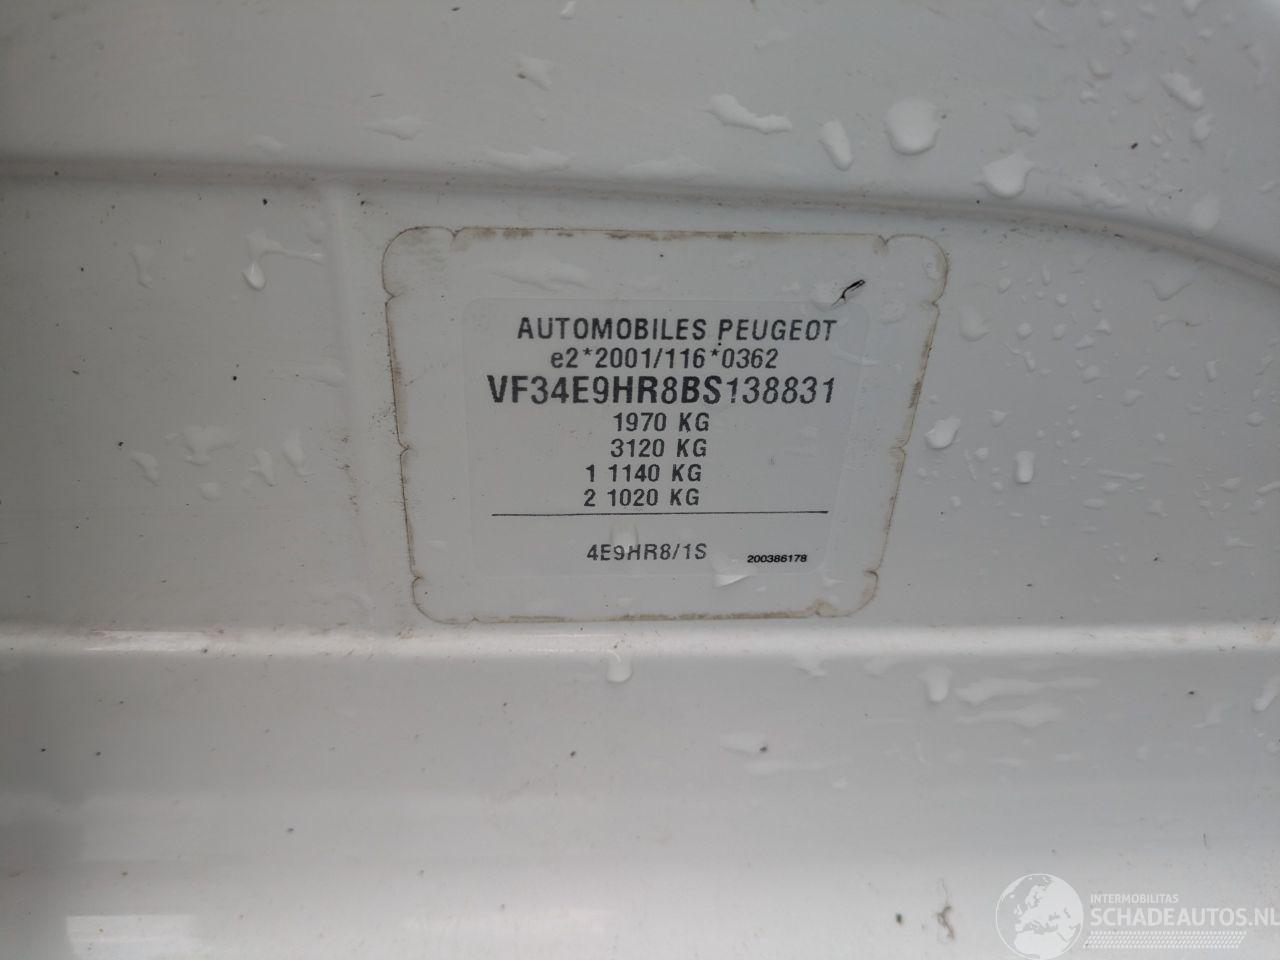 AUTOMOBILES PEUGEOT
e2*2001/116*0362
VF34E9HR8BS138831
1970 KG
3120 KG
1 1140 KG
2 1020 KG
4E9HR8/1S
200386178
INTERMOBILITAS
SCHADEAUTOS.NL